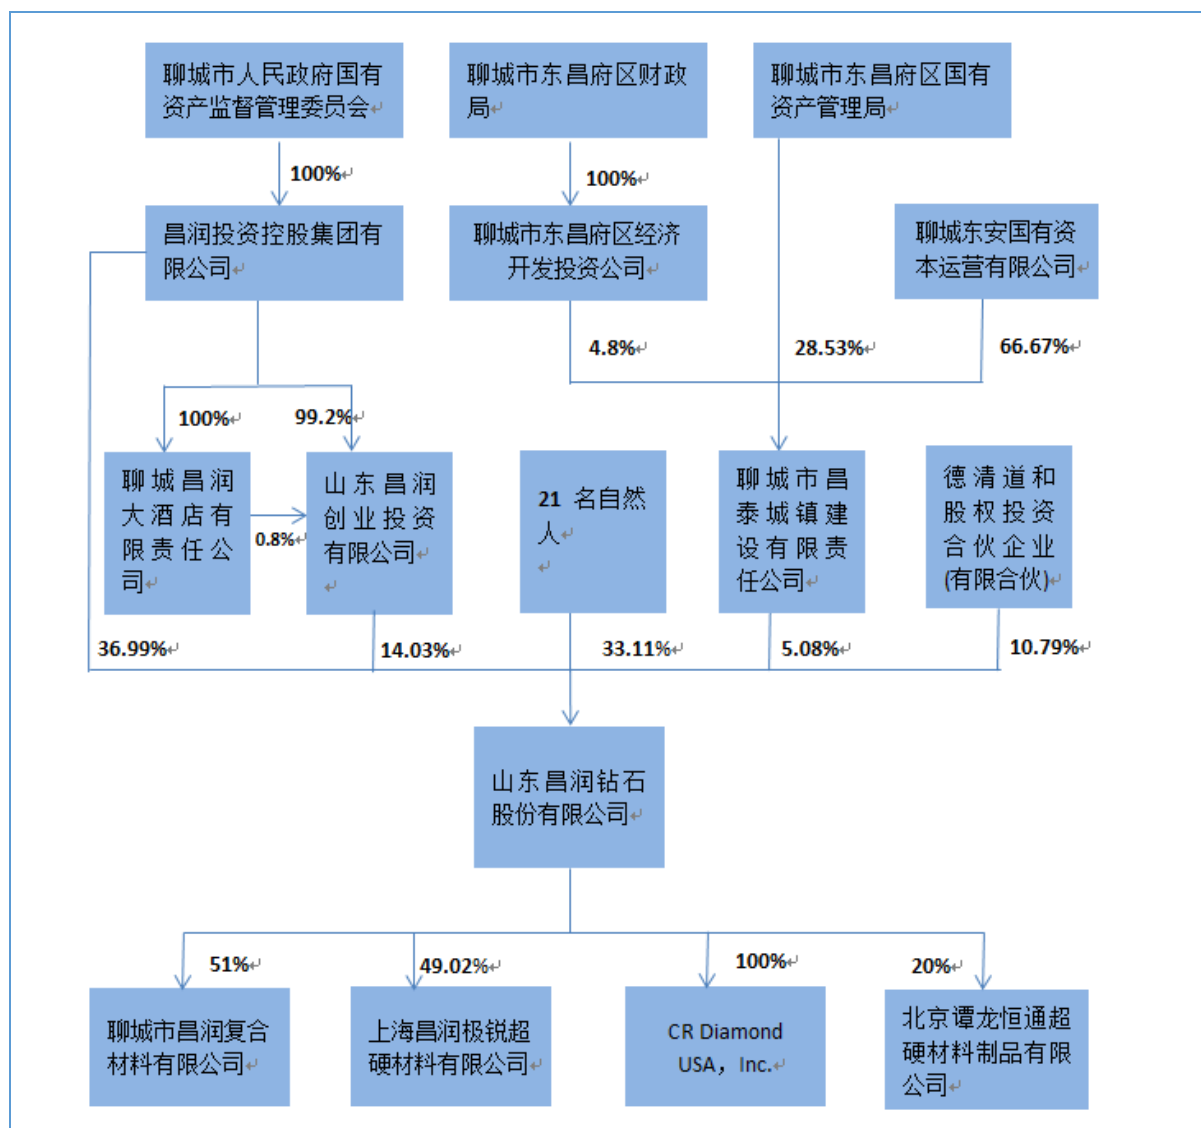 聊城市人民政府国有
资产监督管理委员会
聊城市东昌府区财政
局
聊城市东昌府区国有
资产管理局
100%
100%
昌润投资控股集团有
限公司
聊城市东昌府区经济
开发投资公司
聊城东安国有资
本运营有限公司
4.8%
28.53%
66.67%
100%
99.2%
聊城昌润
大酒店有
限责任公
司
0.8%
山东昌润
创业投资
有限公司
21 名自然
人
聊城市昌
泰城镇建
设有限责
任公司
德清道和
股权投资
合伙企业
(有限合伙)
36.99%
14.03%
33.11%
5.08%
10.79%
山东昌润钻石
股份有限公司
51%
49.02%
100%
20%
聊城市昌润复合
材料有限公司
上海昌润极锐超
硬材料有限公司
CR Diamond
USA，Inc.
北京谭龙恒通超
硬材料制品有限
公司